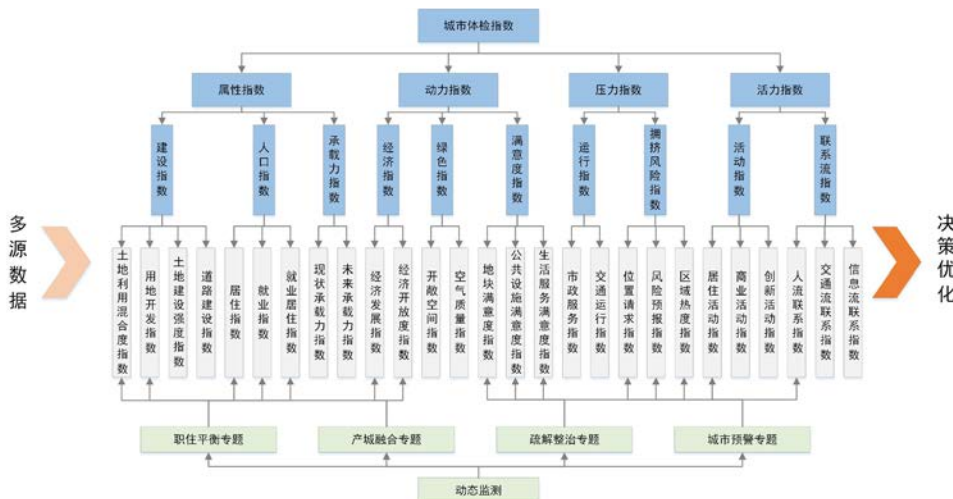 城市体检指数
属性指数
动力指数
压力指数
活力指数
建设指数
人口指数
承载力指数
经济指数
绿色指数
满意度指数
运行指数
拥挤风险指数
活动指数
联系流指数
多源数据
土地利用混合度指数
用地开发指数
土地建设强度指数
道路建设指数
居住指数
就业指数
就业居住指数
现状承载力指数
未来承载力指数
经济发展指数
经济开放度指数
开敞空间指数
空气质量指数
地块满意度指数
公共设施满意度指数
生活服务满意度指数
市政服务指数
交通运行指数
位置请求指数
风险预报指数
区域热度指数
居住活动指数
商业活动指数
创新活动指数
人流联系指数
交通流联系指数
信息流联系指数
决策优化
职住平衡专题
产城融合专题
疏解整治专题
城市预警专题
动态监测